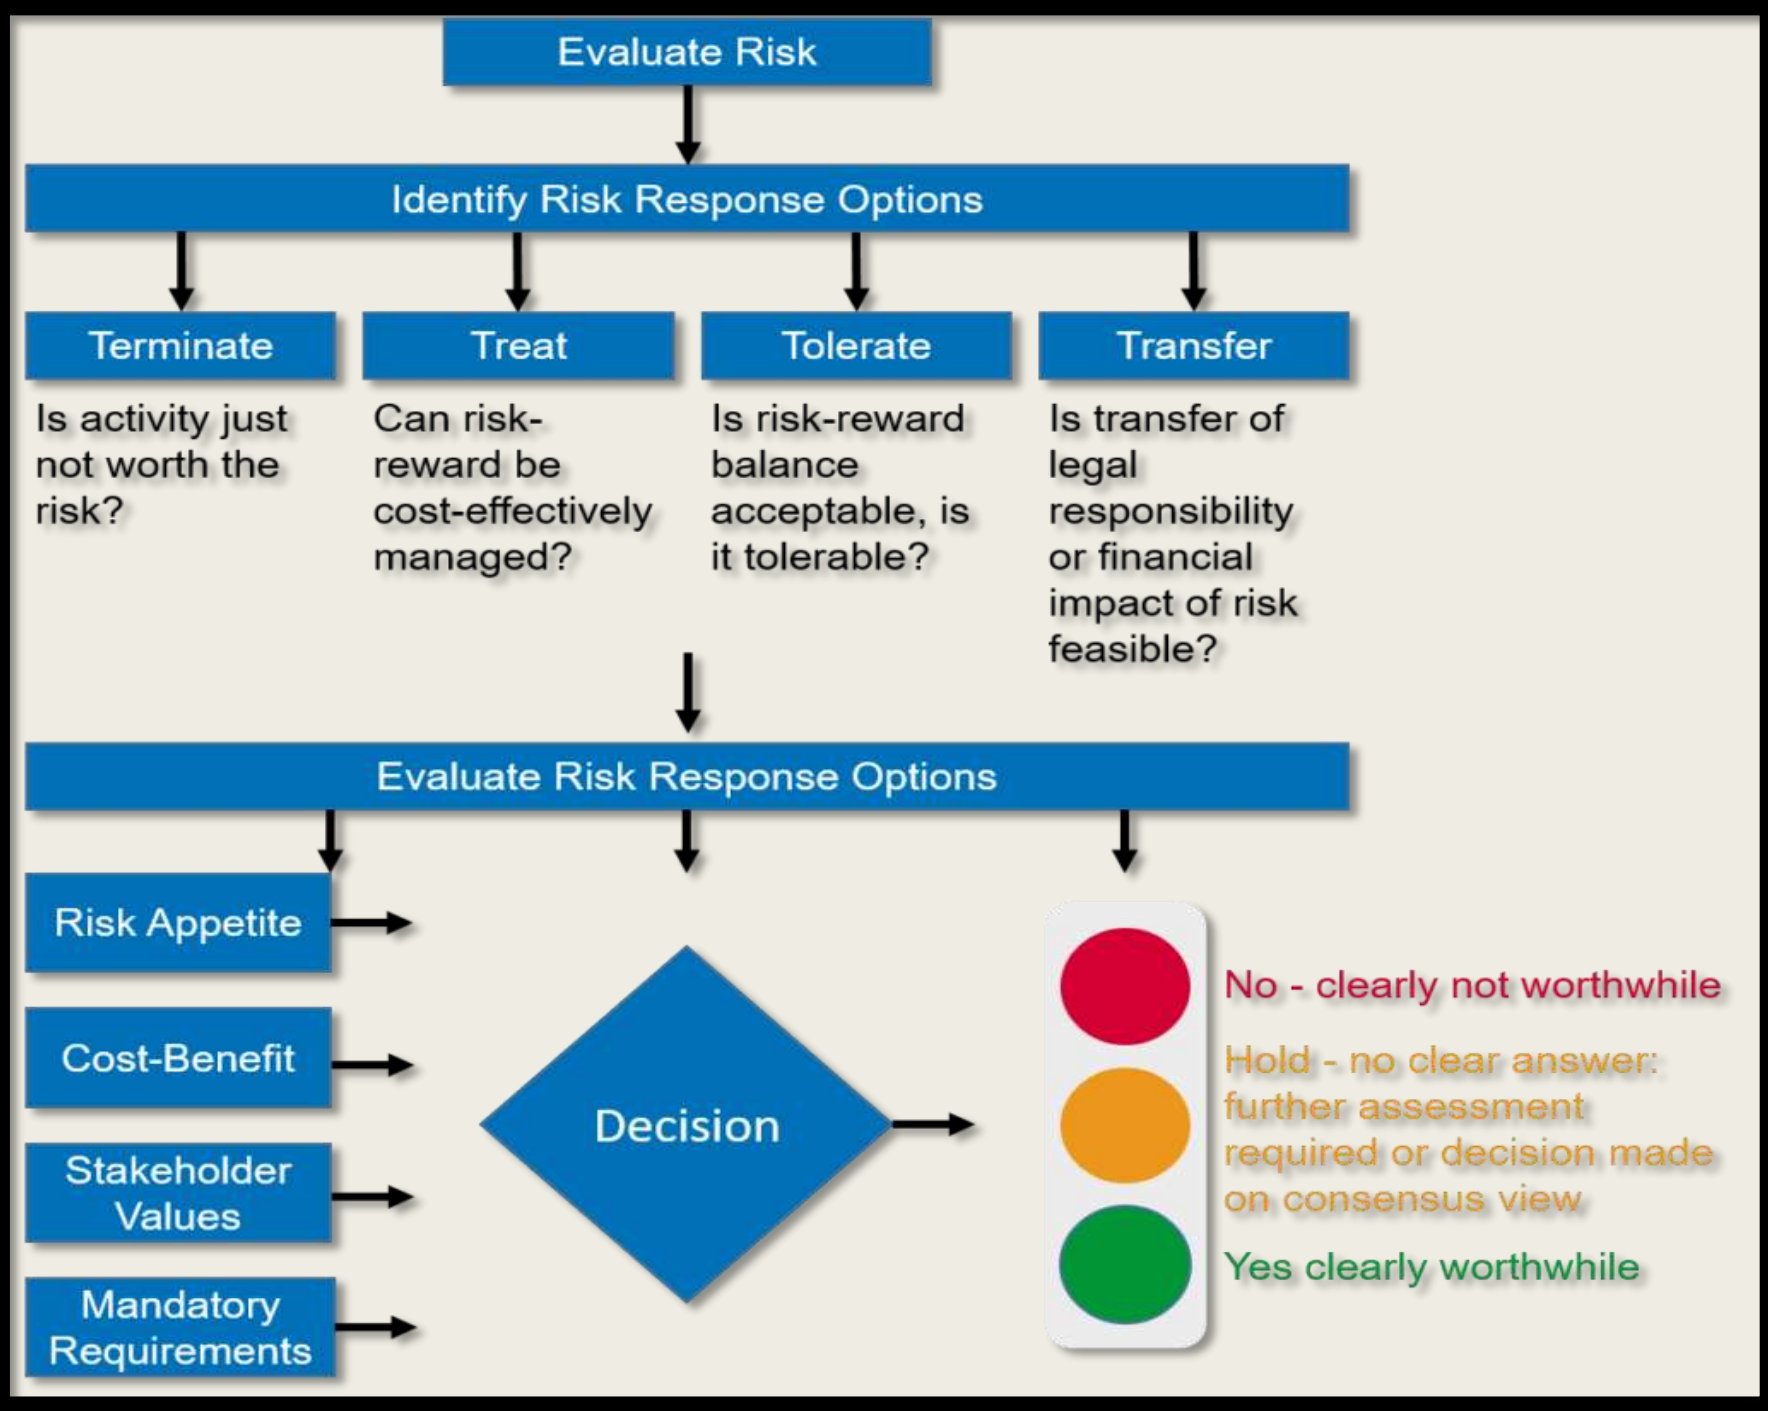 Evaluate Risk
Identify Risk Response Options
Terminate
Is activity just
not worth the
risk?
Treat
Can risk-
reward be
cost-effectively
managed?
Tolerate
Is risk-reward
balance
acceptable, is
it tolerable?
Transfer
Is transfer of
legal
responsibility
or financial
impact of risk
feasible?
Evaluate Risk Response Options
Risk Appetite
Cost-Benefit
Stakeholder
Values
Mandatory
Requirements
Decision
No - clearly not worthwhile
Hold - no clear answer:
further assessment
required or decision made
on consensus view
Yes clearly worthwhile